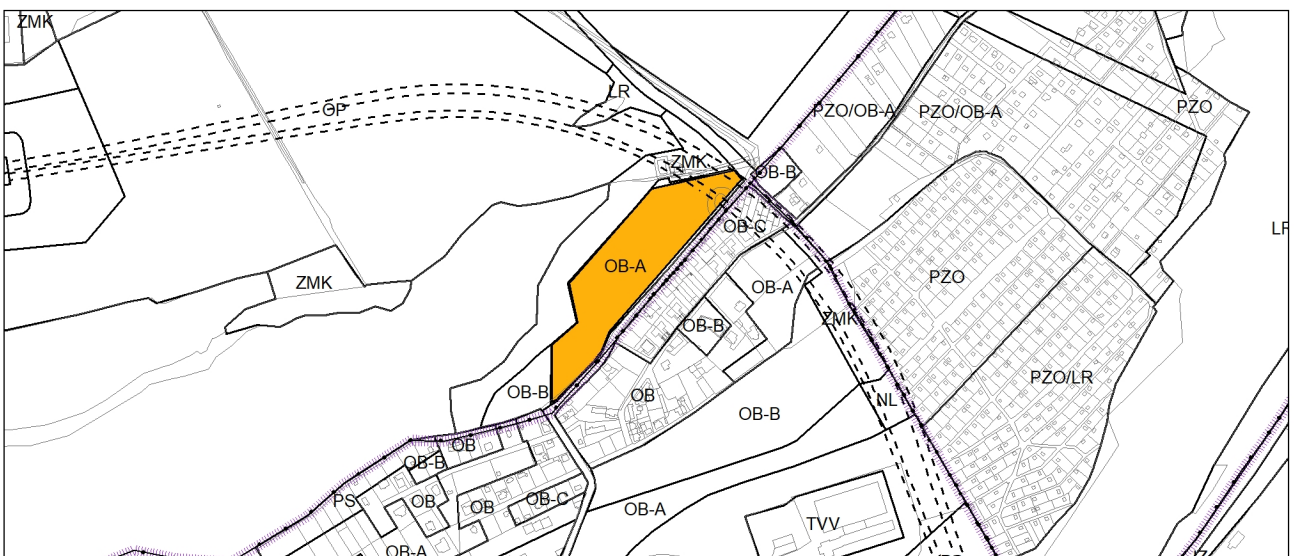 ZMK
OP
LR
PZO/OB-A
PZO/OB-A
PZO
ZMK
OB-B
OB-C
LR
OB-A
ZMK
OB-A
PZO
OB-B
ZMK
PZO/LR
OB-B
OB
NL
OB-B
OB
OB-B
PS
OB
OB
OB-C
OB-A
TVV
OB-A